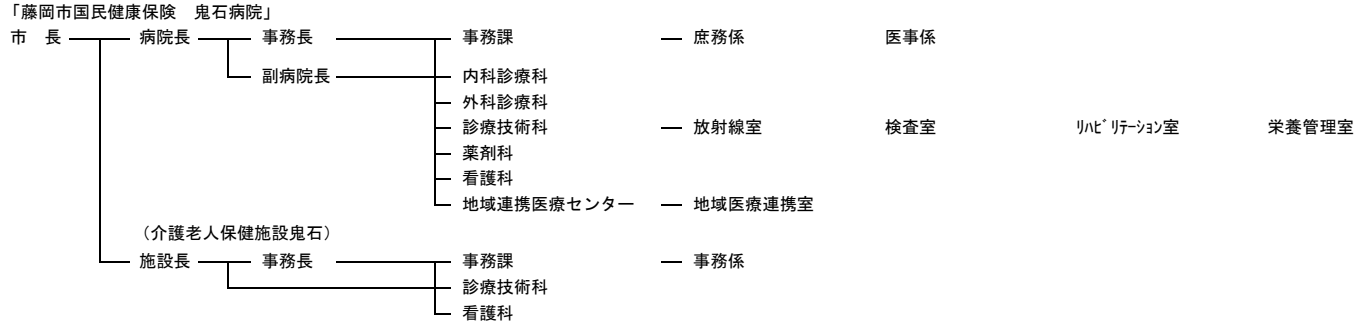 「藤岡市国民健康保険　鬼石病院」
市　長 病院長 事務長 事務課 庶務係 医事係
副病院長 内科診療科
外科診療科
診療技術科 放射線室 検査室 ﾘﾊﾋﾞﾘﾃｰｼｮﾝ室 栄養管理室
薬剤科
看護科
地域連携医療センター 地域医療連携室
（介護老人保健施設鬼石）
施設長 事務長 事務課 事務係
診療技術科
看護科